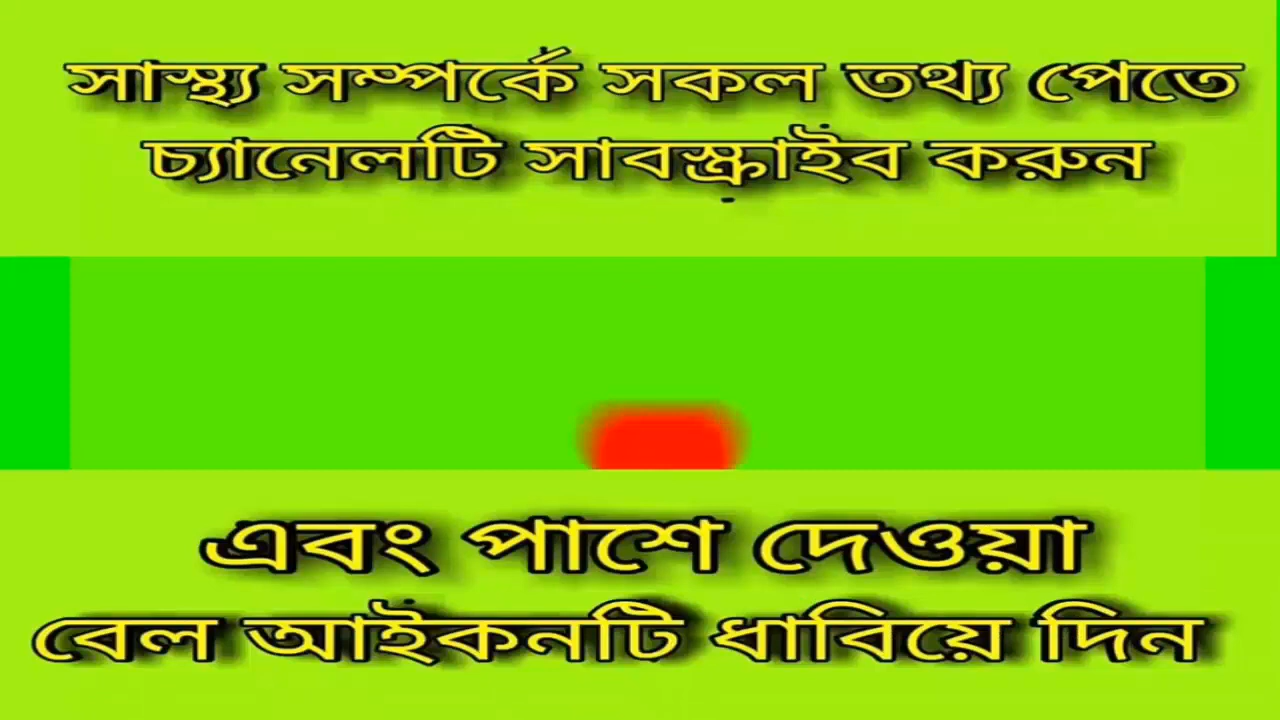 সাস্থ্য সম্পর্কে সকল তথ্য পেতে
চ্যানেলটি সাবস্ক্রাইব করুন
এবং পাশে দেওয়া
বেল আইকনটি ধাবিয়ে দিন